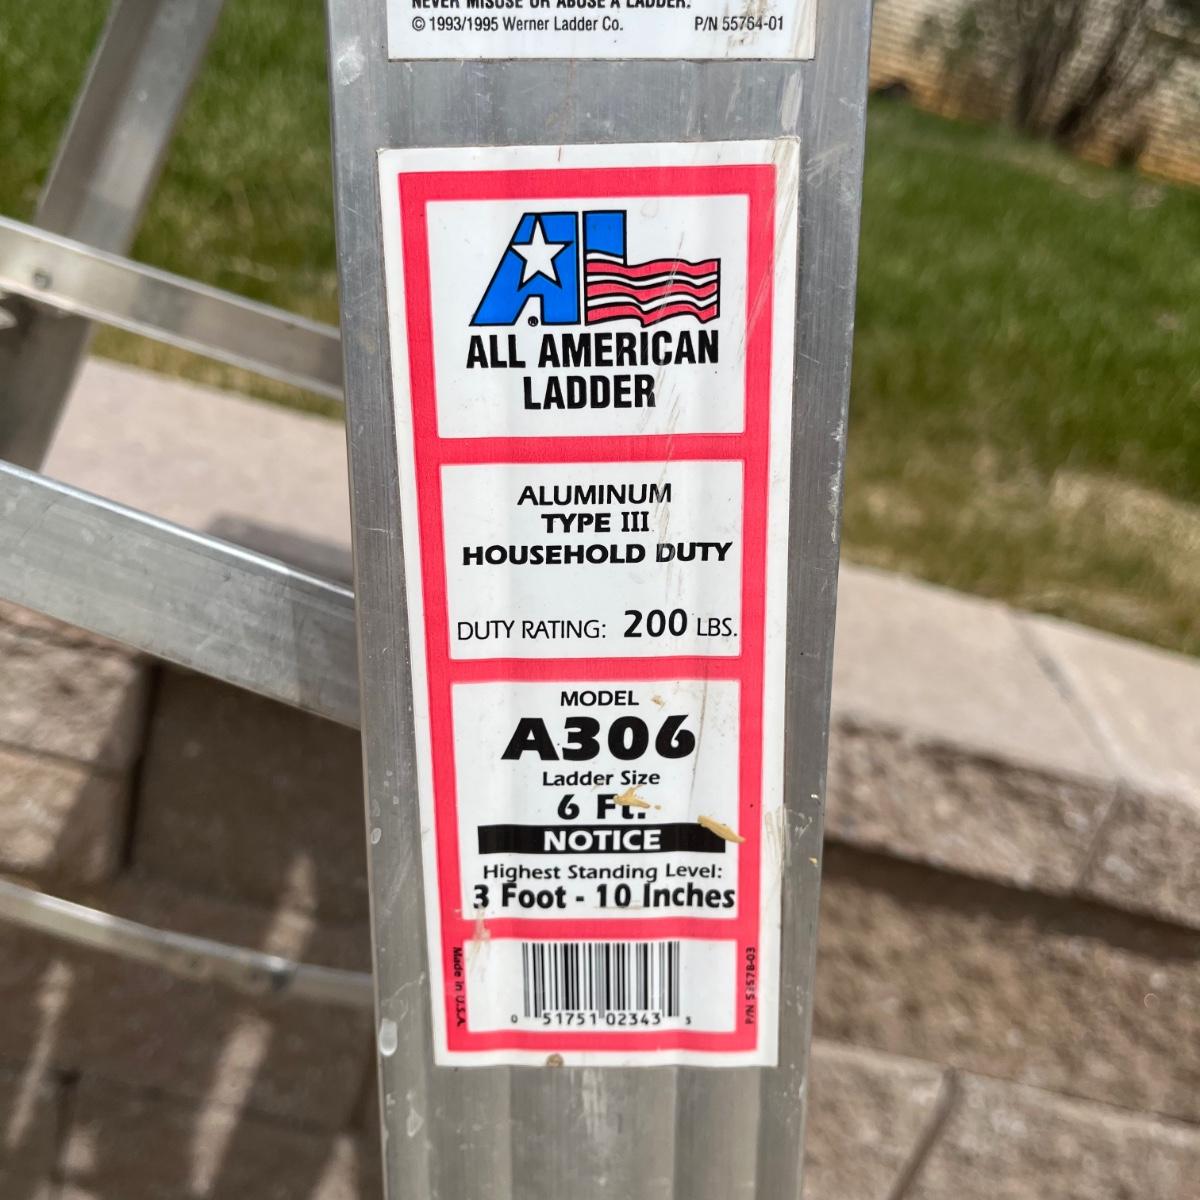 NEVER MISUSE OR ABUSE A LADDER.
© 1993/1995 Werner Ladder Co. P/N 55764-01
AL®
ALL AMERICAN
LADDER
ALUMINUM
TYPE III
HOUSEHOLD DUTY
DUTY RATING: 200 LBS.
MODEL
A306
Ladder Size
6 Ft.
NOTICE
Highest Standing Level:
3 Foot - 10 Inches
Made in U.S.A.
0 51751 02343 3
P/N